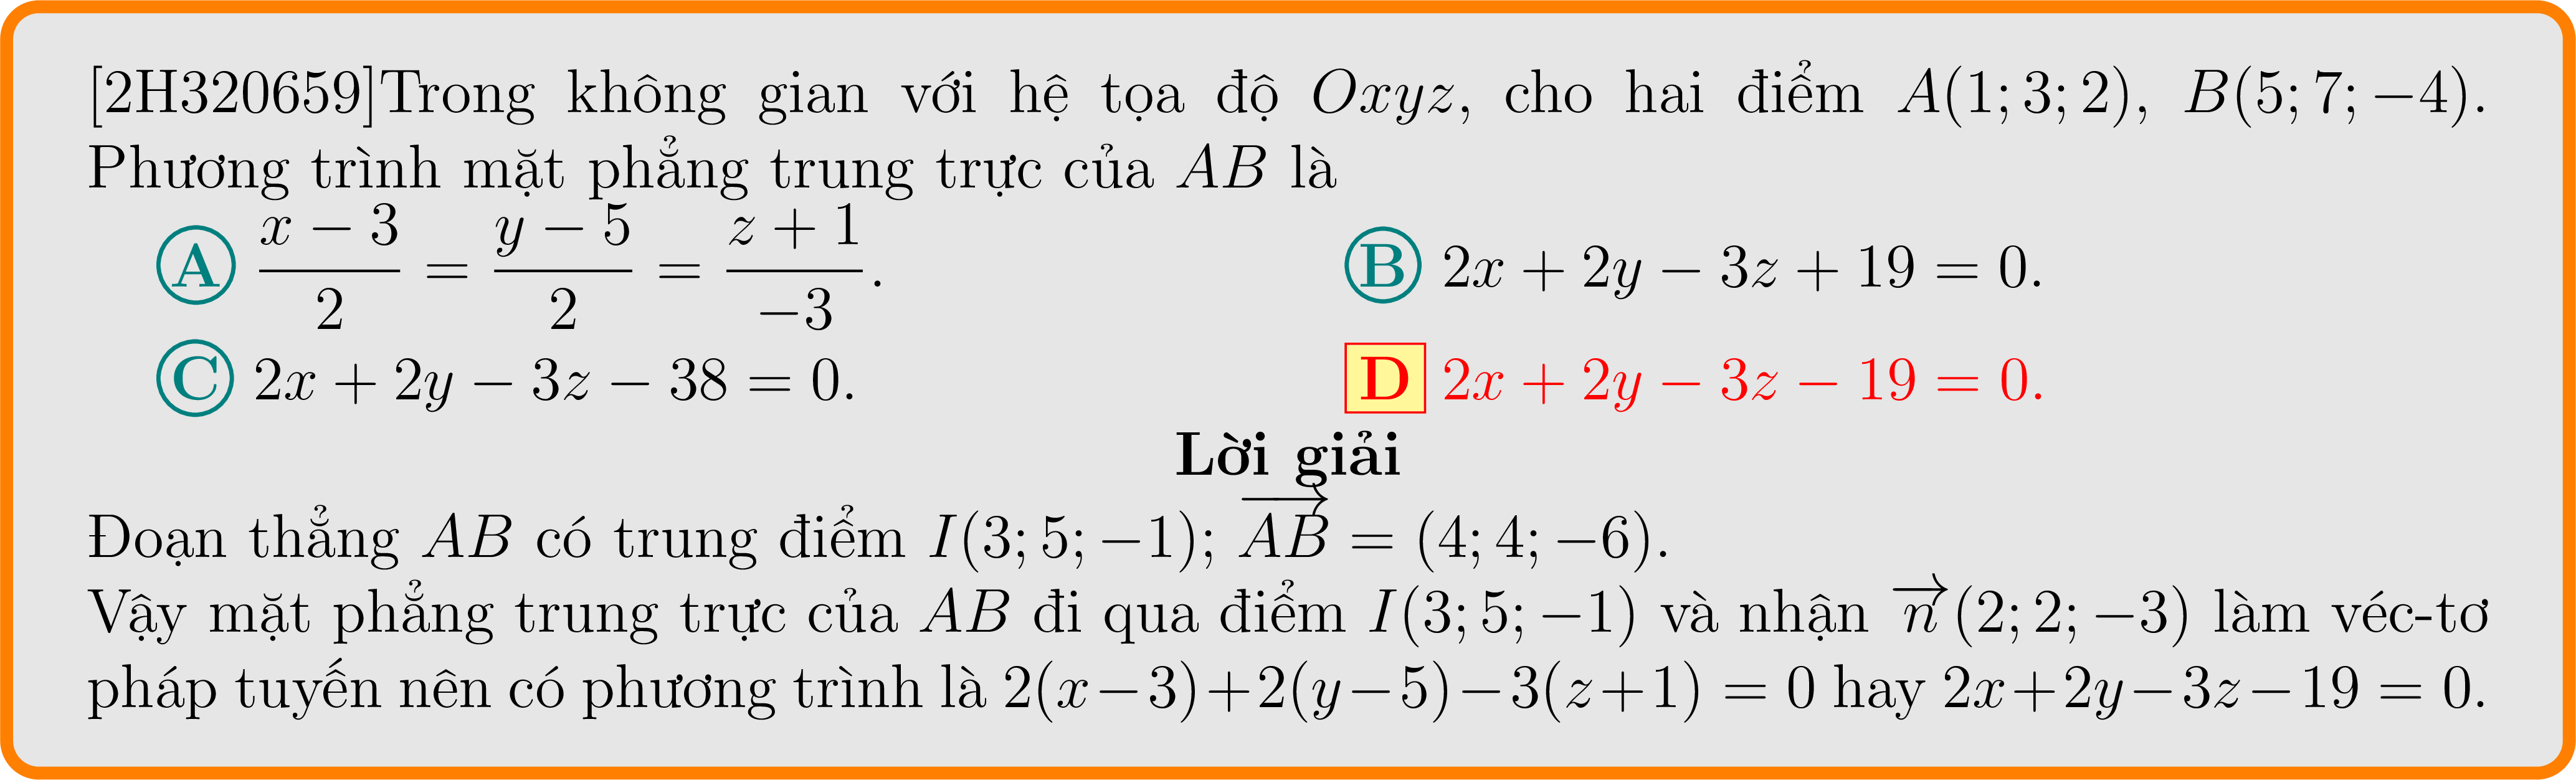 [2H320659]Trong không gian với hệ tọa độ Oxyz, cho hai điểm A(1; 3; 2), B(5; 7; −4).
Phương trình mặt phẳng trung trực của AB là
A $\frac{x-3}{2} = \frac{y-5}{2} = \frac{z+1}{-3}$. B 2x + 2y − 3z + 19 = 0.
C 2x + 2y − 3z − 38 = 0. D 2x + 2y − 3z − 19 = 0.
Lời giải
Đoạn thẳng AB có trung điểm I(3; 5; −1); $\overrightarrow{AB}$ = (4; 4; −6).
Vậy mặt phẳng trung trực của AB đi qua điểm I(3; 5; −1) và nhận $\overrightarrow{n}$(2; 2; −3) làm véc-tơ
pháp tuyến nên có phương trình là 2(x−3)+2(y−5)−3(z+1) = 0 hay 2x+2y−3z−19 = 0.